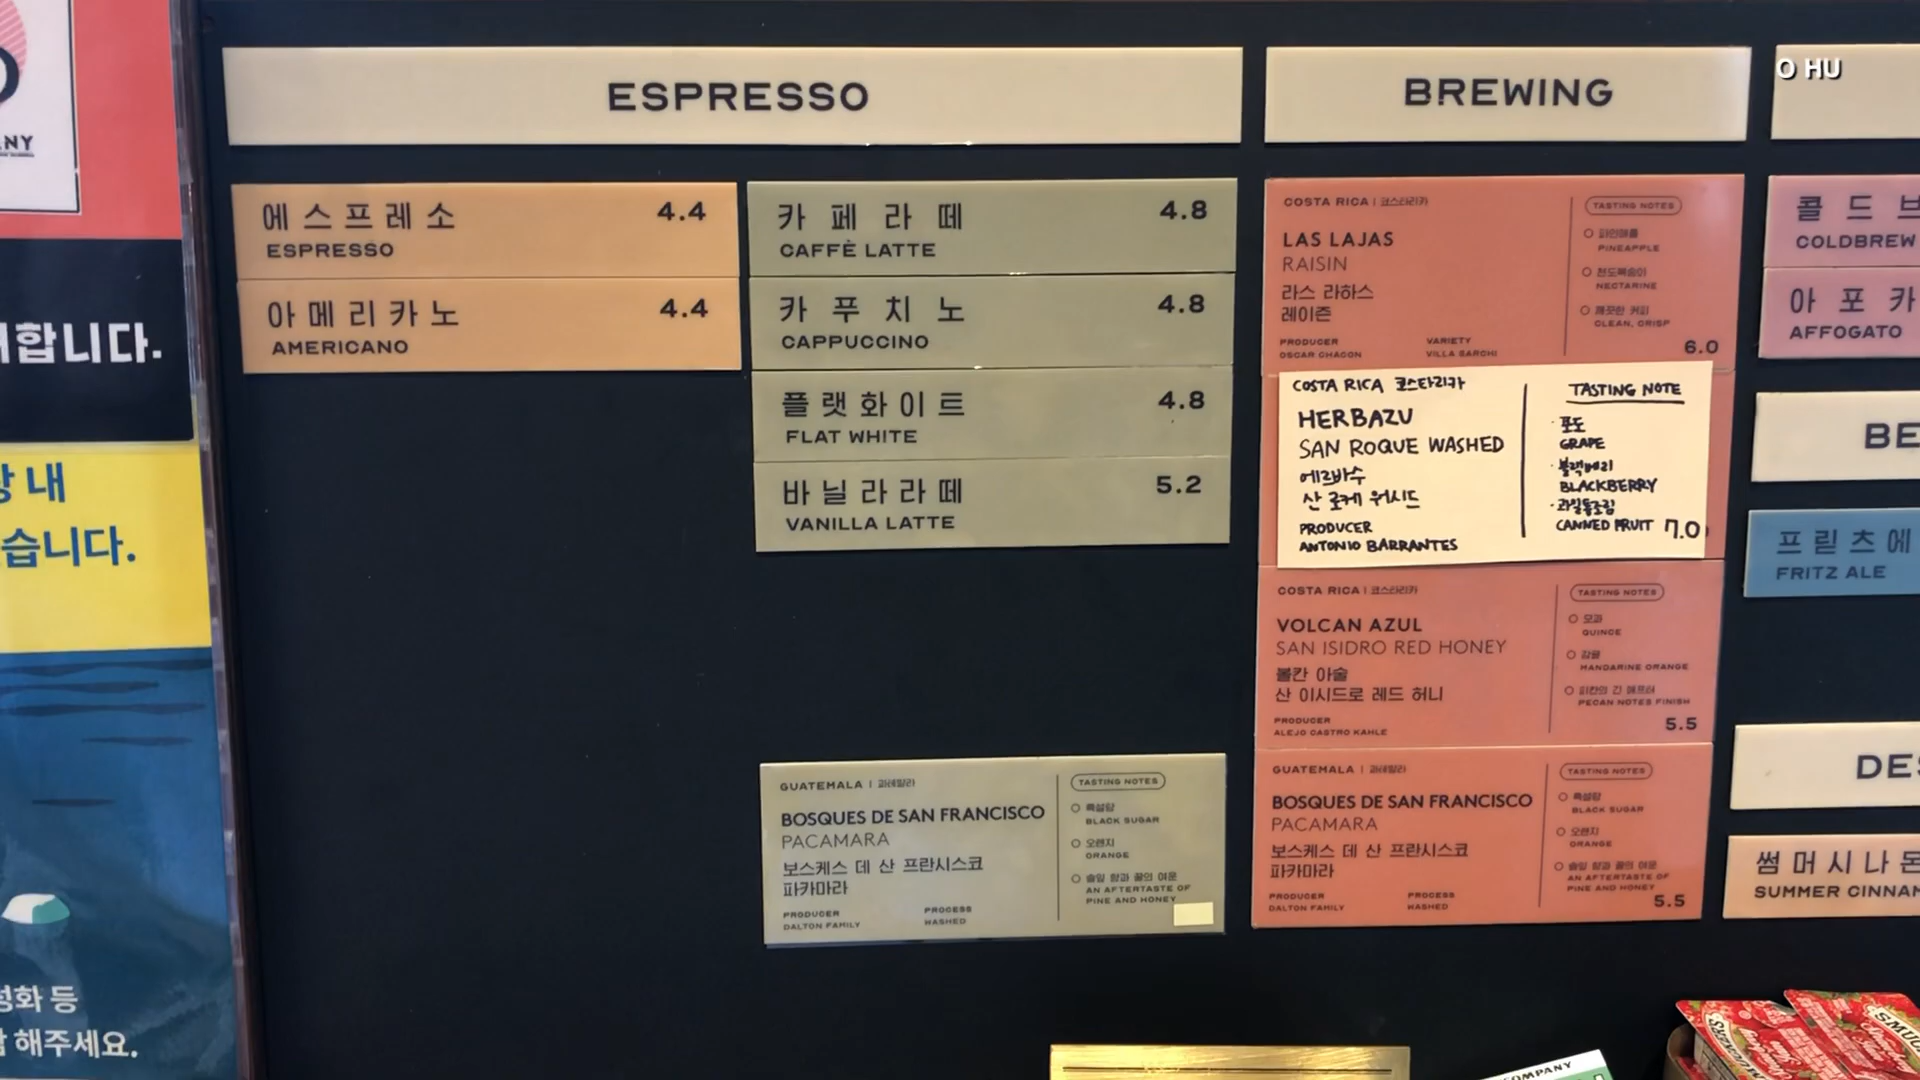 NY
합니다.
내
습니다.
성화 등
해주세요.
ESPRESSO
에스프레소 4.4
ESPRESSO
아메리카노 4.4
AMERICANO
카페라떼 4.8
CAFFÈ LATTE
카푸치노 4.8
CAPPUCCINO
플랫화이트 4.8
FLAT WHITE
바닐라라떼 5.2
VANILLA LATTE
GUATEMALA | 과테말라
BOSQUES DE SAN FRANCISCO
PACAMARA
보스케스 데 산 프란시스코
파카마라
PRODUCER
DALTON FAMILY
PROCESS
WASHED
TASTING NOTES
흑설탕
BLACK SUGAR
오렌지
ORANGE
솔잎 향과 꿀의 여운
AN AFTERTASTE OF
PINE AND HONEY
BREWING
COSTA RICA | 코스타리카
LAS LAJAS
RAISIN
라스 라하스
레이즌
PRODUCER
OSCAR CHACON
VARIETY
VILLA SARCHI
TASTING NOTES
파인애플
PINEAPPLE
천도복숭아
NECTARINE
깨끗한 커피
CLEAN, CRISP
6.0
COSTA RICA 코스타리카
HERBAZU
SAN ROQUE WASHED
에르바수
산 로케 워시드
PRODUCER
ANTONIO BARRANTES
TASTING NOTE
포도
GRAPE
블랙베리
BLACKBERRY
과일통조림
CANNED FRUIT 7.0
COSTA RICA | 코스타리카
VOLCAN AZUL
SAN ISIDRO RED HONEY
볼칸 아술
산 이시드로 레드 허니
PRODUCER
ALEJO CASTRO KAHLE
TASTING NOTES
모과
QUINCE
감귤
MANDARINE ORANGE
피칸의 긴 애프터
PECAN NOTES FINISH
5.5
GUATEMALA | 과테말라
BOSQUES DE SAN FRANCISCO
PACAMARA
보스케스 데 산 프란시스코
파카마라
PRODUCER
DALTON FAMILY
PROCESS
WASHED
TASTING NOTES
흑설탕
BLACK SUGAR
오렌지
ORANGE
솔잎 향과 꿀의 여운
AN AFTERTASTE OF
PINE AND HONEY
5.5
O HU
콜드브
COLDBREW
아포카
AFFOGATO
BE
프릳츠에
FRITZ ALE
DES
썸머시나몬
SUMMER CINNAM
COMPANY
SMUCKER'S